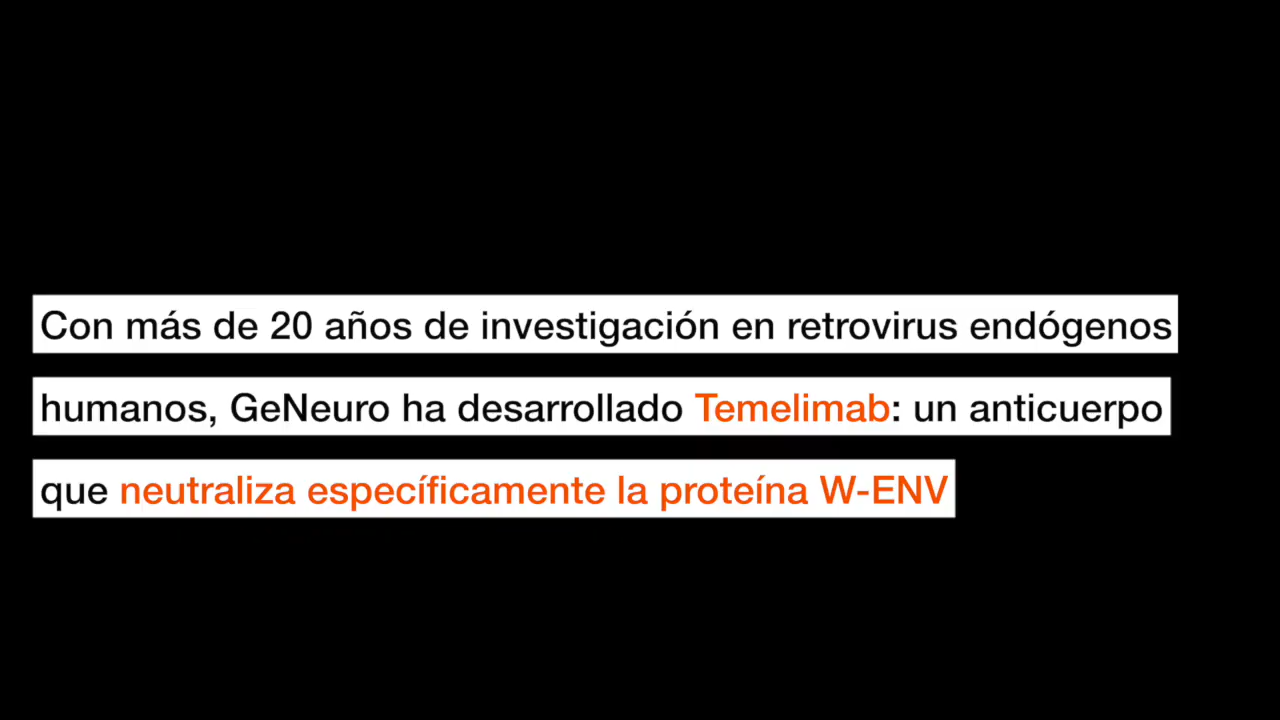 Con más de 20 años de investigación en retrovirus endógenos
humanos, GeNeuro ha desarrollado Temelimab: un anticuerpo
que neutraliza específicamente la proteína W-ENV